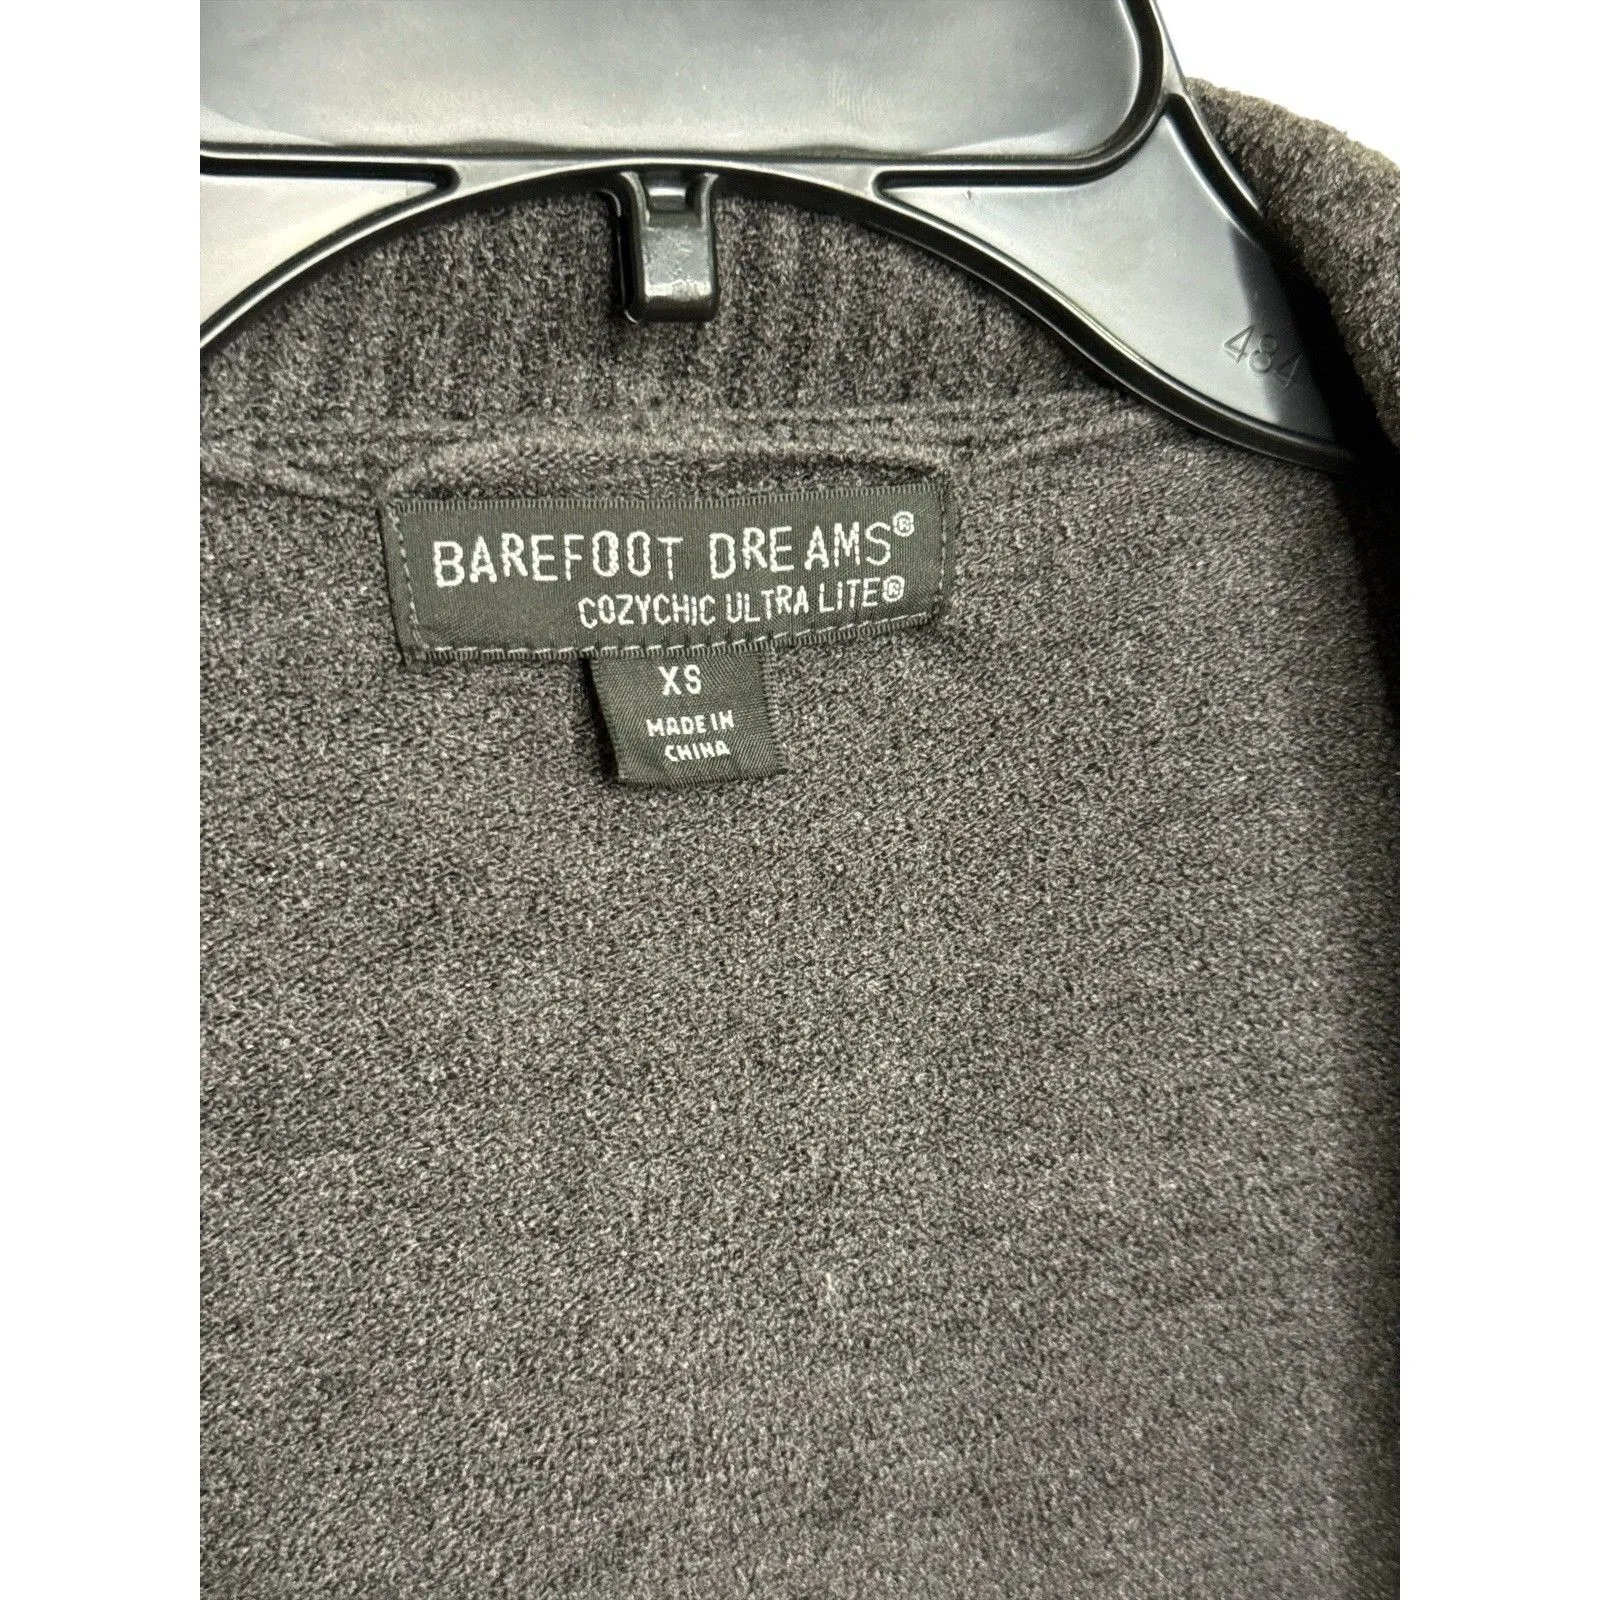 484
BAREFOOT DREAMS®
COZYCHIC ULTRA LITE®
XS
MADE IN
CHINA